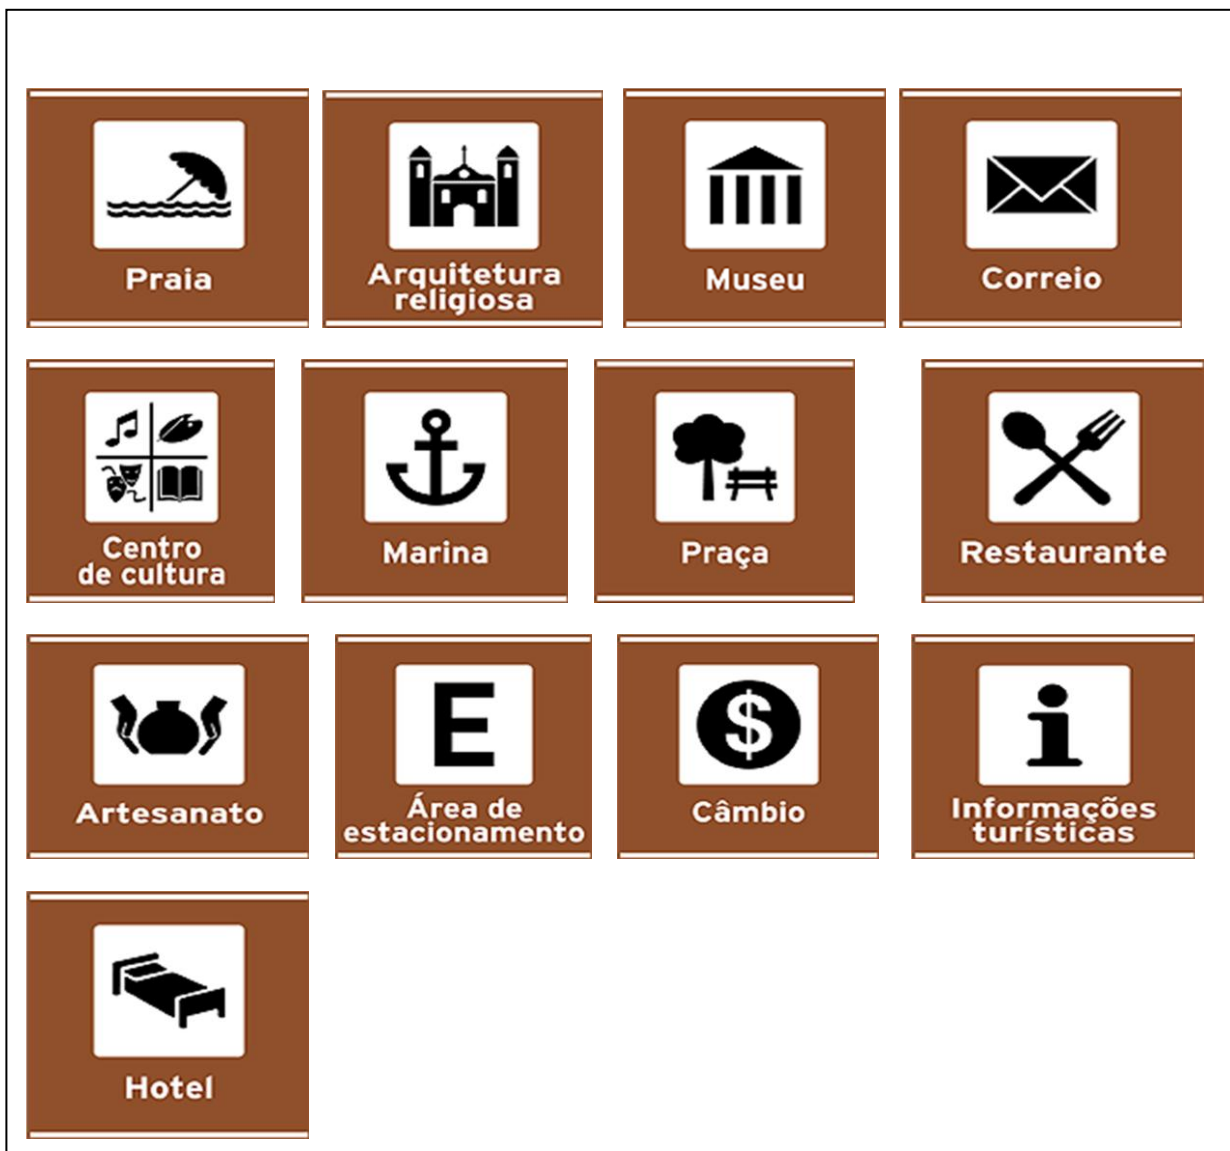 Praia
Arquitetura
religiosa
Museu
Correio
Centro
de cultura
Marina
Praça
Restaurante
Artesanato
E
Área de
estacionamento
$
Câmbio
i
Informações
turísticas
Hotel